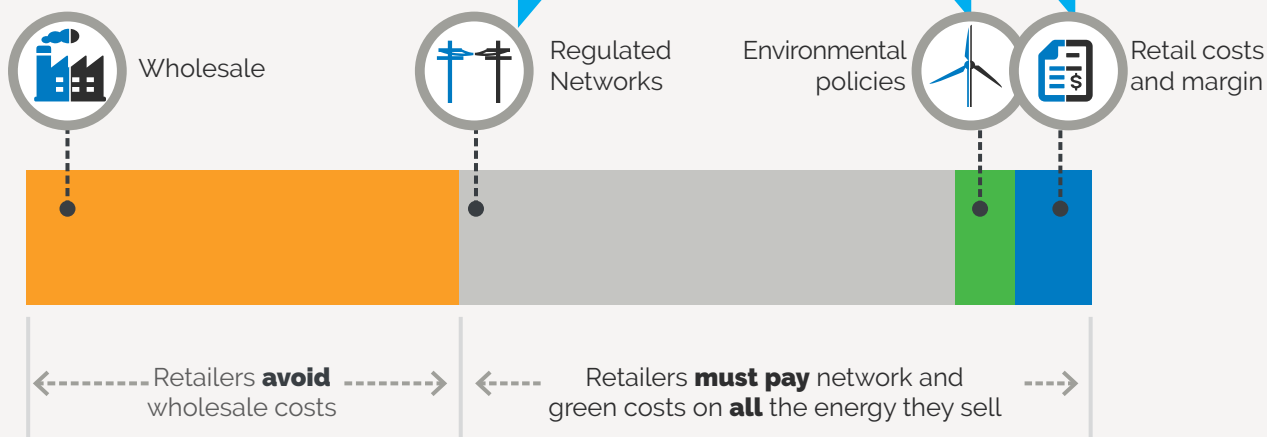 Wholesale
Regulated
Networks
Environmental
policies
$
Retail costs
and margin
Retailers avoid
wholesale costs
Retailers must pay network and
green costs on all the energy they sell